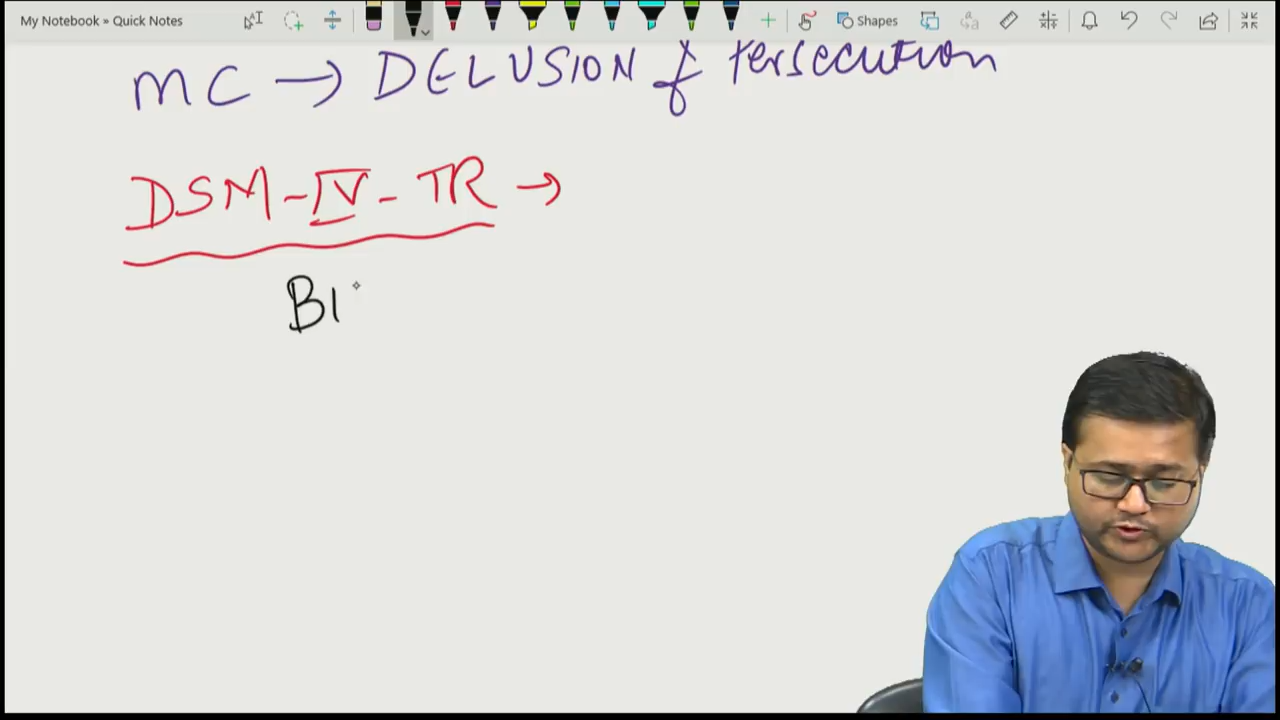 My Notebook » Quick Notes
Shapes
MC → DELUSION of Persecution
DSM-IV-TR →
BI